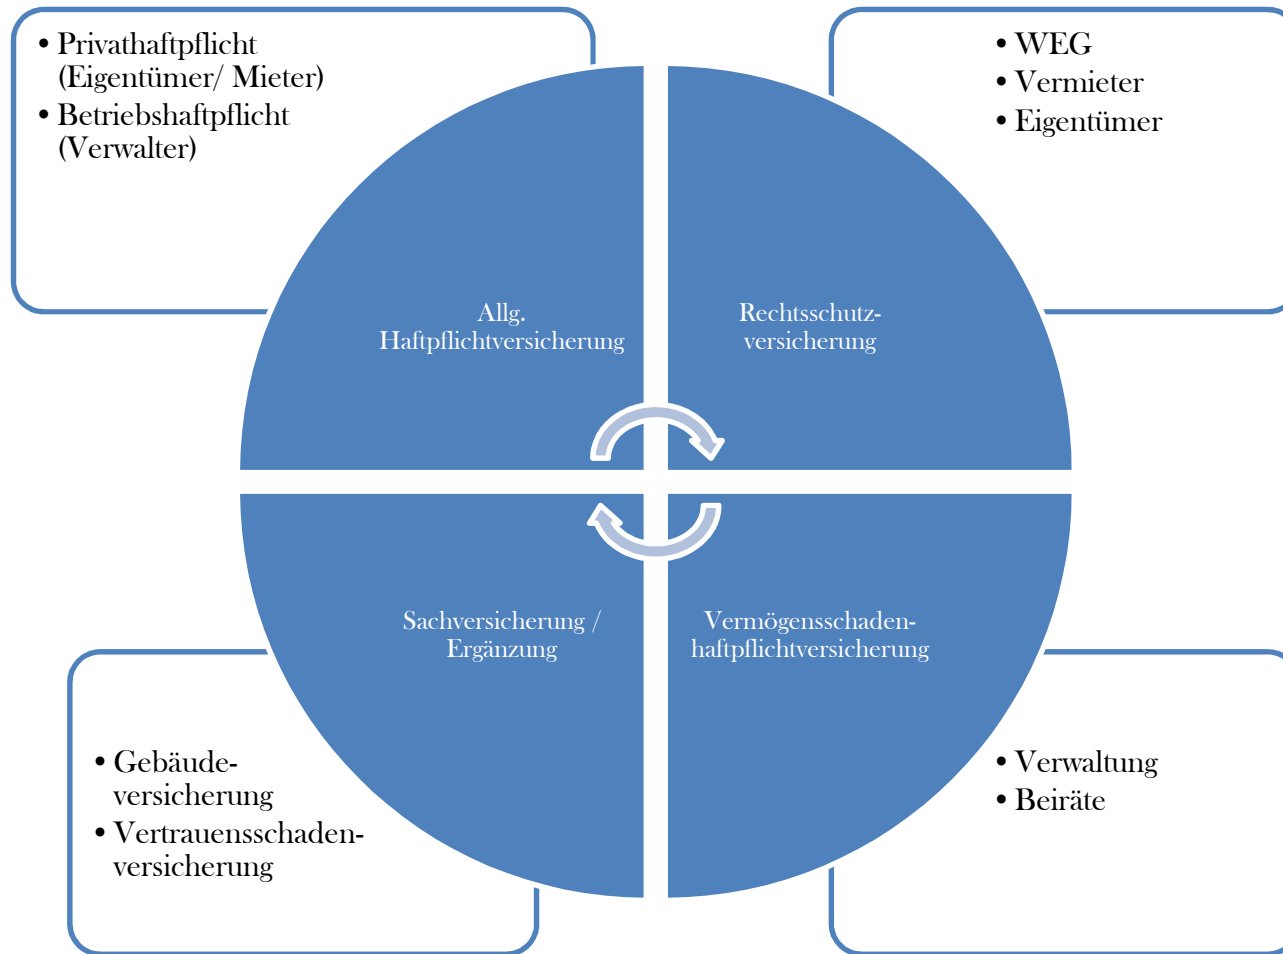 • Privathaftpflicht
(Eigentümer/ Mieter)
• Betriebshaftpflicht
(Verwalter)
• WEG
• Vermieter
• Eigentümer
Allg.
Haftpflichtversicherung
Rechtsschutz-
versicherung
Sachversicherung /
Ergänzung
Vermögensschaden-
haftpflichtversicherung
• Gebäude-
versicherung
• Vertrauensschaden-
versicherung
• Verwaltung
• Beiräte